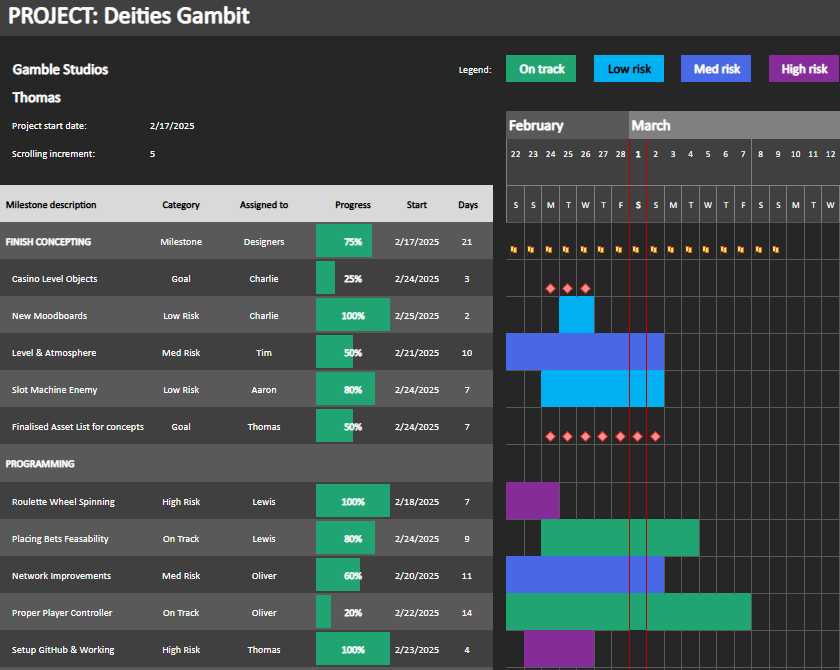 PROJECT: Deities Gambit
Gamble Studios
Legend: On track Low risk Med risk High risk
Thomas
Project start date: 2/17/2025
Scrolling increment: 5
February March
22 23 24 25 26 27 28 1 2 3 4 5 6 7 8 9 10 11 12
S S M T W T F S S M T W T F S S M T W
Milestone description Category Assigned to Progress Start Days
FINISH CONCEPTING Milestone Designers 75% 2/17/2025 21
Casino Level Objects Goal Charlie 25% 2/24/2025 3
New Moodboards Low Risk Charlie 100% 2/25/2025 2
Level & Atmosphere Med Risk Tim 50% 2/21/2025 10
Slot Machine Enemy Low Risk Aaron 80% 2/24/2025 7
Finalised Asset List for concepts Goal Thomas 50% 2/24/2025 7
PROGRAMMING
Roulette Wheel Spinning High Risk Lewis 100% 2/18/2025 7
Placing Bets Feasability On Track Lewis 80% 2/24/2025 9
Network Improvements Med Risk Oliver 60% 2/20/2025 11
Proper Player Controller On Track Oliver 20% 2/22/2025 14
Setup GitHub & Working High Risk Thomas 100% 2/23/2025 4